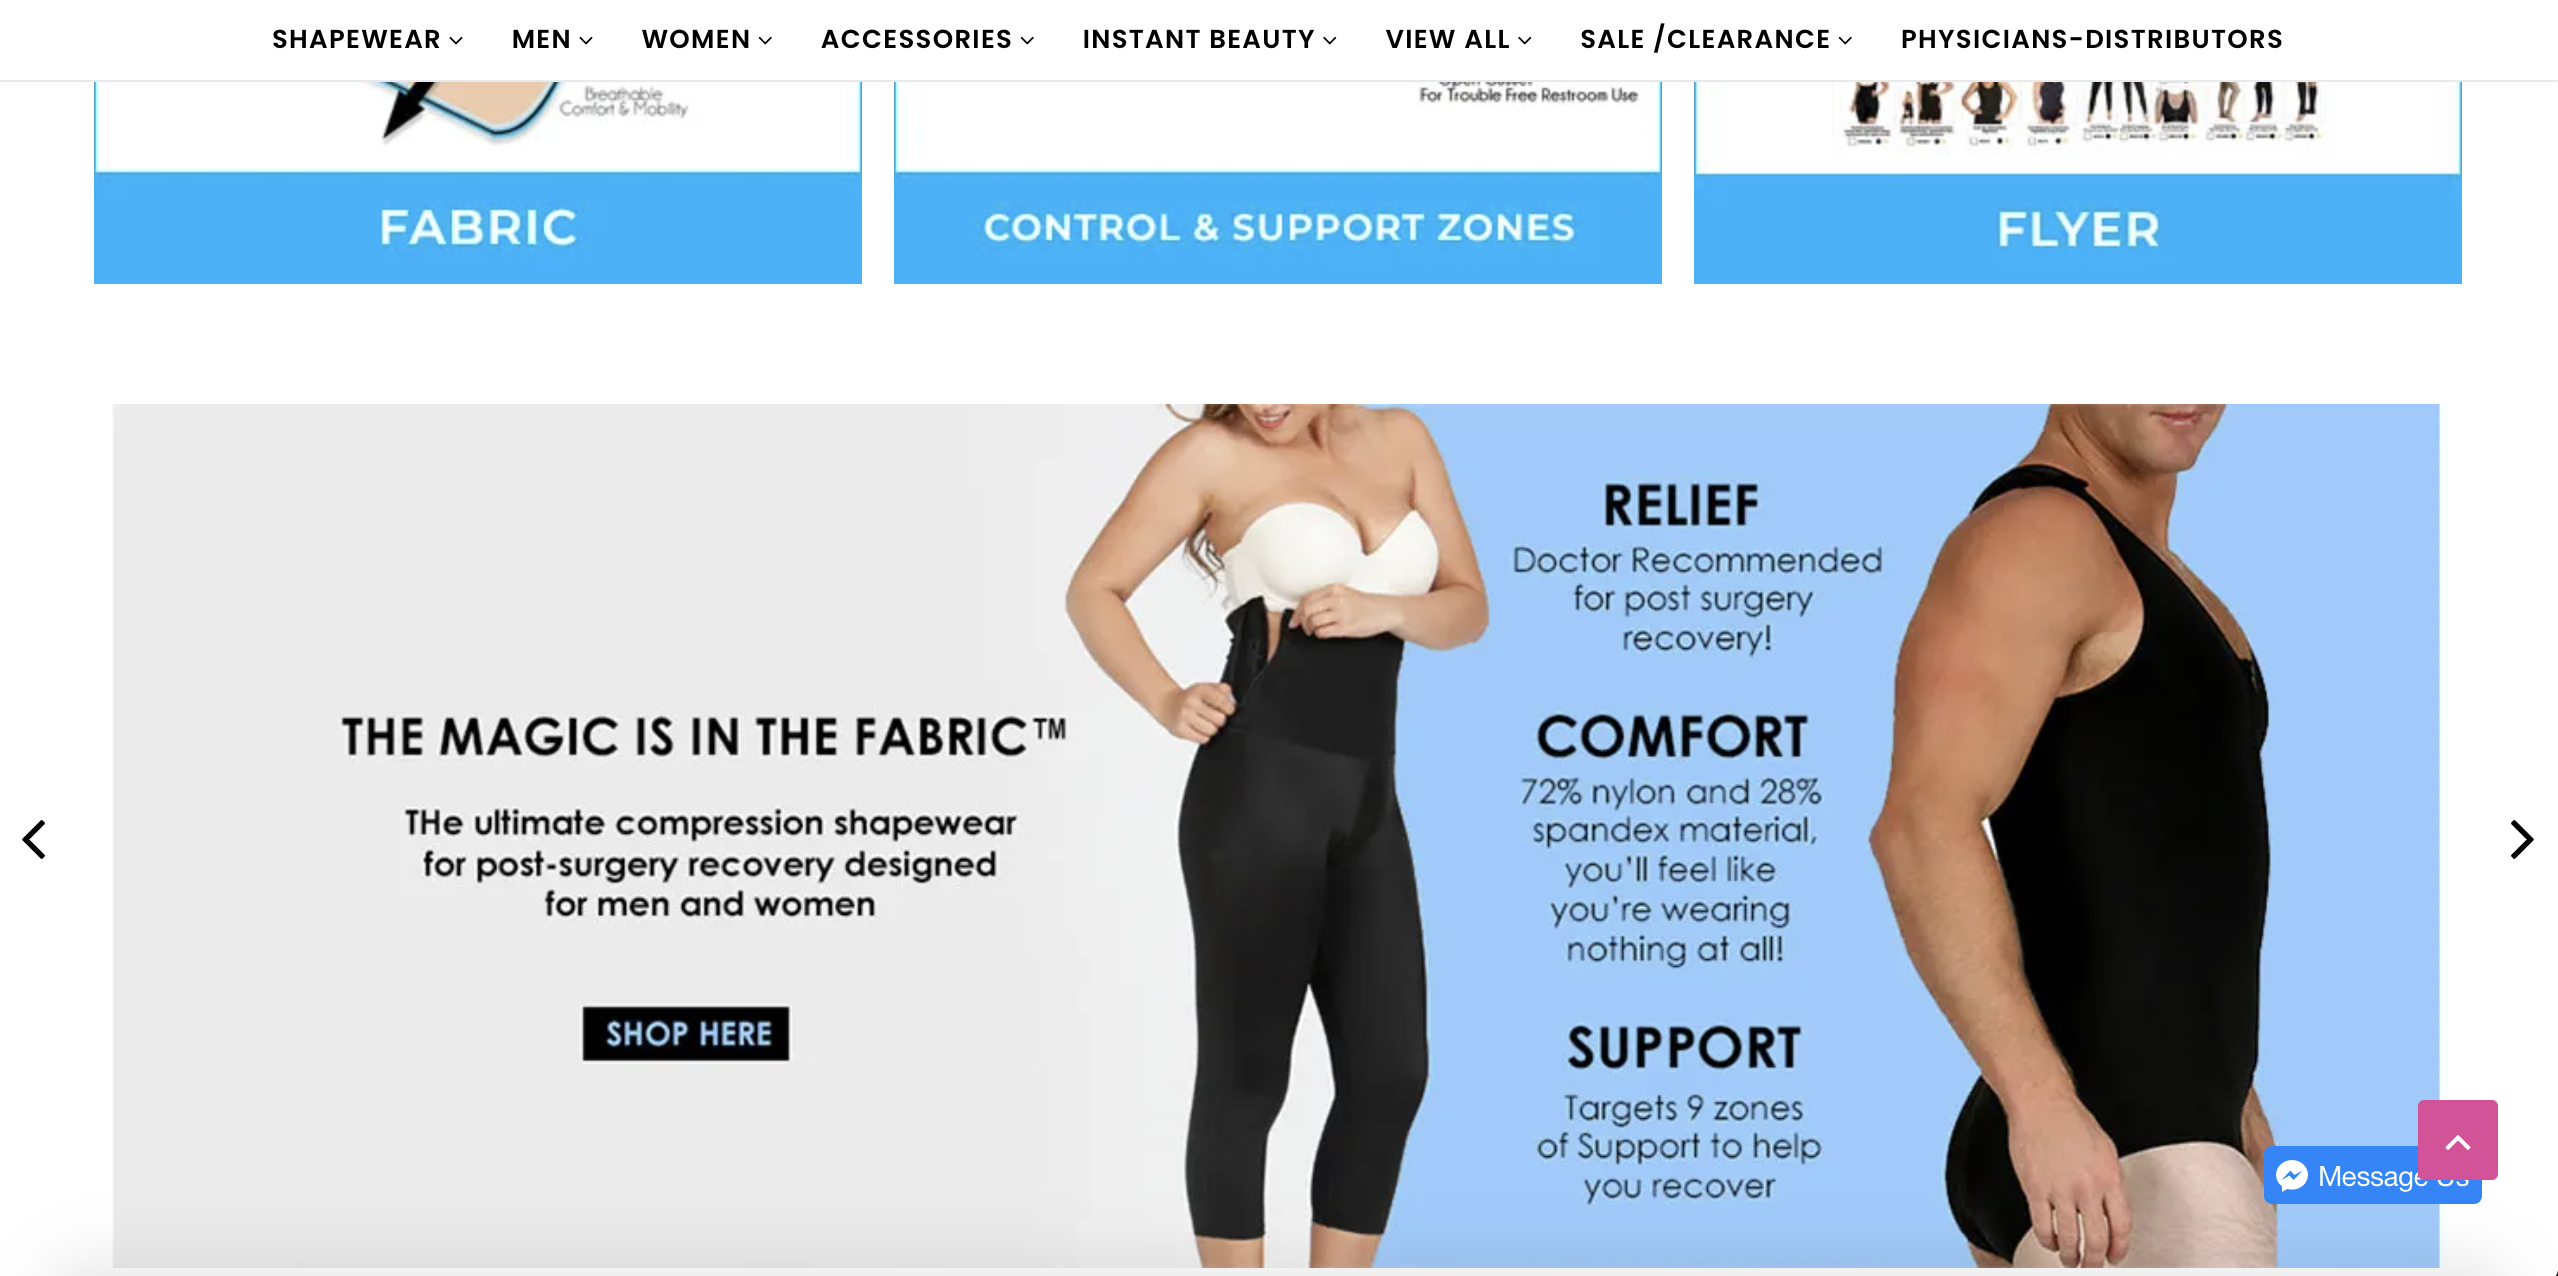 SHAPEWEAR MEN WOMEN ACCESSORIES INSTANT BEAUTY VIEW ALL SALE /CLEARANCE PHYSICIANS-DISTRIBUTORS
Breathable
Comfort & Mobility
For Trouble Free Restroom Use
FABRIC
CONTROL & SUPPORT ZONES
FLYER
THE MAGIC IS IN THE FABRIC™
THe ultimate compression shapewear
for post-surgery recovery designed
for men and women
SHOP HERE
RELIEF
Doctor Recommended
for post surgery
recovery!
COMFORT
72% nylon and 28%
spandex material,
you'll feel like
you're wearing
nothing at all!
SUPPORT
Targets 9 zones
of Support to help
you recover
Message Us